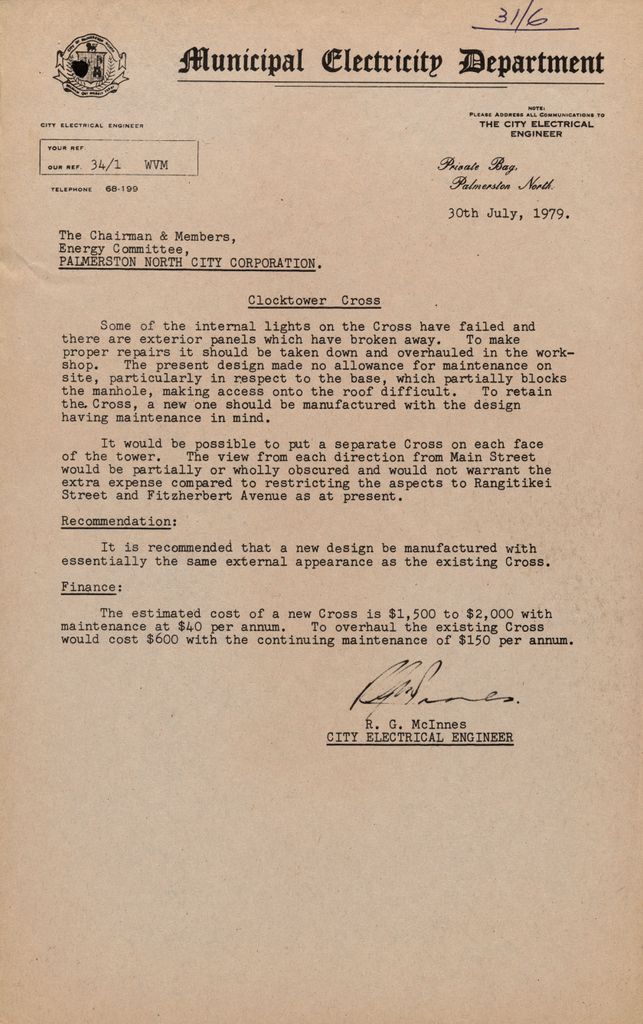 31/6
Municipal Electricity Department
NOTE:
PLEASE ADDRESS ALL COMMUNICATIONS TO
THE CITY ELECTRICAL
ENGINEER
CITY ELECTRICAL ENGINEER
YOUR REF
OUR REF. 34/1 WVM
TELEPHONE 68-199
Private Bag,
Palmerston North.
30th July, 1979.
The Chairman & Members,
Energy Committee,
PALMERSTON NORTH CITY CORPORATION.
Clocktower Cross
Some of the internal lights on the Cross have failed and
there are exterior panels which have broken away. To make
proper repairs it should be taken down and overhauled in the work-
shop. The present design made no allowance for maintenance on
site, particularly in respect to the base, which partially blocks
the manhole, making access onto the roof difficult. To retain
the Cross, a new one should be manufactured with the design
having maintenance in mind.
It would be possible to put a separate Cross on each face
of the tower. The view from each direction from Main Street
would be partially or wholly obscured and would not warrant the
extra expense compared to restricting the aspects to Rangitikei
Street and Fitzherbert Avenue as at present.
Recommendation:
It is recommended that a new design be manufactured with
essentially the same external appearance as the existing Cross.
Finance:
The estimated cost of a new Cross is $1,500 to $2,000 with
maintenance at $40 per annum. To overhaul the existing Cross
would cost $600 with the continuing maintenance of $150 per annum.
R. G. McInnes
CITY ELECTRICAL ENGINEER